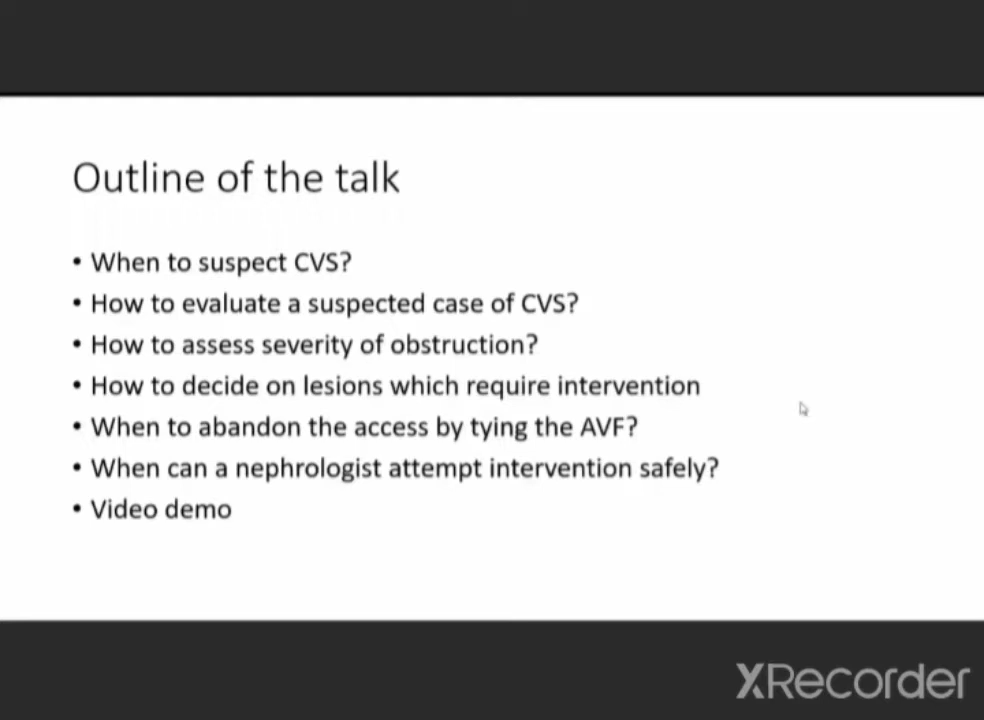 Outline of the talk
• When to suspect CVS?
• How to evaluate a suspected case of CVS?
• How to assess severity of obstruction?
• How to decide on lesions which require intervention
• When to abandon the access by tying the AVF?
• When can a nephrologist attempt intervention safely?
• Video demo
XRecorder